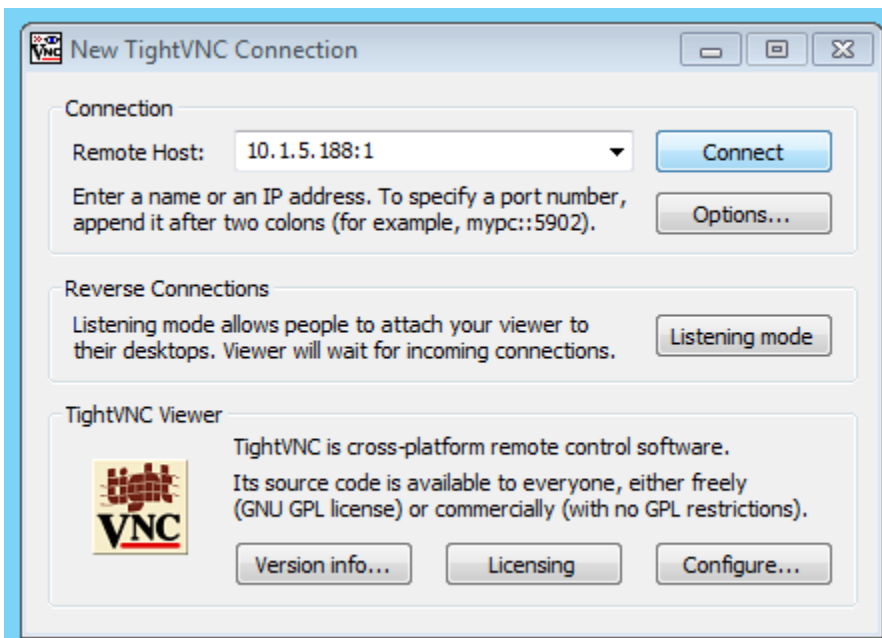 New TightVNC Connection
Connection
Remote Host: 10.1.5.188:1 Connect
Enter a name or an IP address. To specify a port number,
append it after two colons (for example, mypc::5902).
Options...
Reverse Connections
Listening mode allows people to attach your viewer to
their desktops. Viewer will wait for incoming connections.
Listening mode
TightVNC Viewer
TightVNC is cross-platform remote control software.
Its source code is available to everyone, either freely
(GNU GPL license) or commercially (with no GPL restrictions).
tight
VNC
Version info... Licensing Configure...